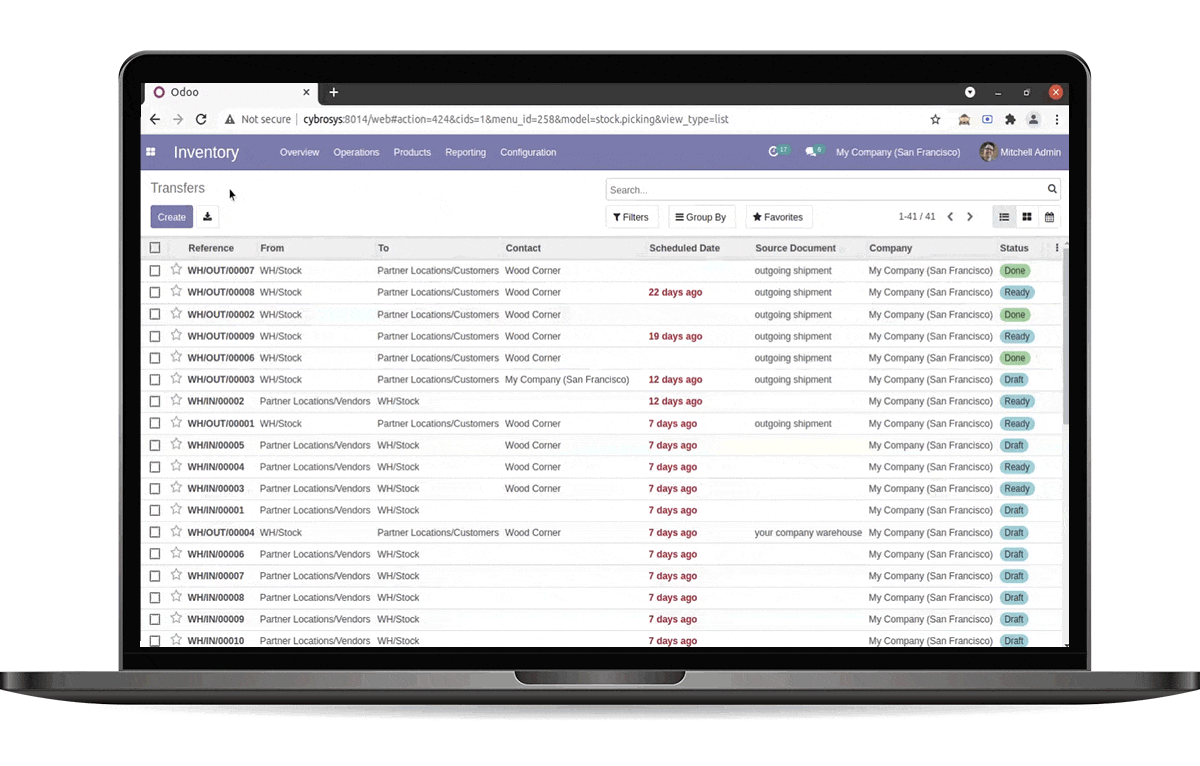 Odoo
Not secure | cybrosys:8014/web#action=424&cids=1&menu_id=258&model=stock.picking&view_type=list
Inventory Overview Operations Products Reporting Configuration 17 6 My Company (San Francisco) Mitchell Admin
Transfers Search...
Create Filters Group By Favorites 1-41 / 41
Reference From To Contact Scheduled Date Source Document Company Status
WH/OUT/00007 WH/Stock Partner Locations/Customers Wood Corner outgoing shipment My Company (San Francisco) Done
WH/OUT/00008 WH/Stock Partner Locations/Customers Wood Corner 22 days ago outgoing shipment My Company (San Francisco) Ready
WH/OUT/00002 WH/Stock Partner Locations/Customers Wood Corner outgoing shipment My Company (San Francisco) Done
WH/OUT/00009 WH/Stock Partner Locations/Customers Wood Corner 19 days ago outgoing shipment My Company (San Francisco) Ready
WH/OUT/00006 WH/Stock Partner Locations/Customers Wood Corner outgoing shipment My Company (San Francisco) Done
WH/OUT/00003 WH/Stock Partner Locations/Customers My Company (San Francisco) 12 days ago outgoing shipment My Company (San Francisco) Draft
WH/IN/00002 Partner Locations/Vendors WH/Stock 12 days ago My Company (San Francisco) Ready
WH/OUT/00001 WH/Stock Partner Locations/Customers Wood Corner 7 days ago outgoing shipment My Company (San Francisco) Ready
WH/IN/00005 Partner Locations/Vendors WH/Stock Wood Corner 7 days ago My Company (San Francisco) Draft
WH/IN/00004 Partner Locations/Vendors WH/Stock Wood Corner 7 days ago My Company (San Francisco) Ready
WH/IN/00003 Partner Locations/Vendors WH/Stock Wood Corner 7 days ago My Company (San Francisco) Ready
WH/IN/00001 Partner Locations/Vendors WH/Stock 7 days ago My Company (San Francisco) Draft
WH/OUT/00004 WH/Stock Partner Locations/Customers Wood Corner 7 days ago your company warehouse My Company (San Francisco) Draft
WH/IN/00006 Partner Locations/Vendors WH/Stock 7 days ago My Company (San Francisco) Draft
WH/IN/00007 Partner Locations/Vendors WH/Stock 7 days ago My Company (San Francisco) Draft
WH/IN/00008 Partner Locations/Vendors WH/Stock 7 days ago My Company (San Francisco) Draft
WH/IN/00009 Partner Locations/Vendors WH/Stock 7 days ago My Company (San Francisco) Draft
WH/IN/00010 Partner Locations/Vendors WH/Stock 7 days ago My Company (San Francisco) Draft